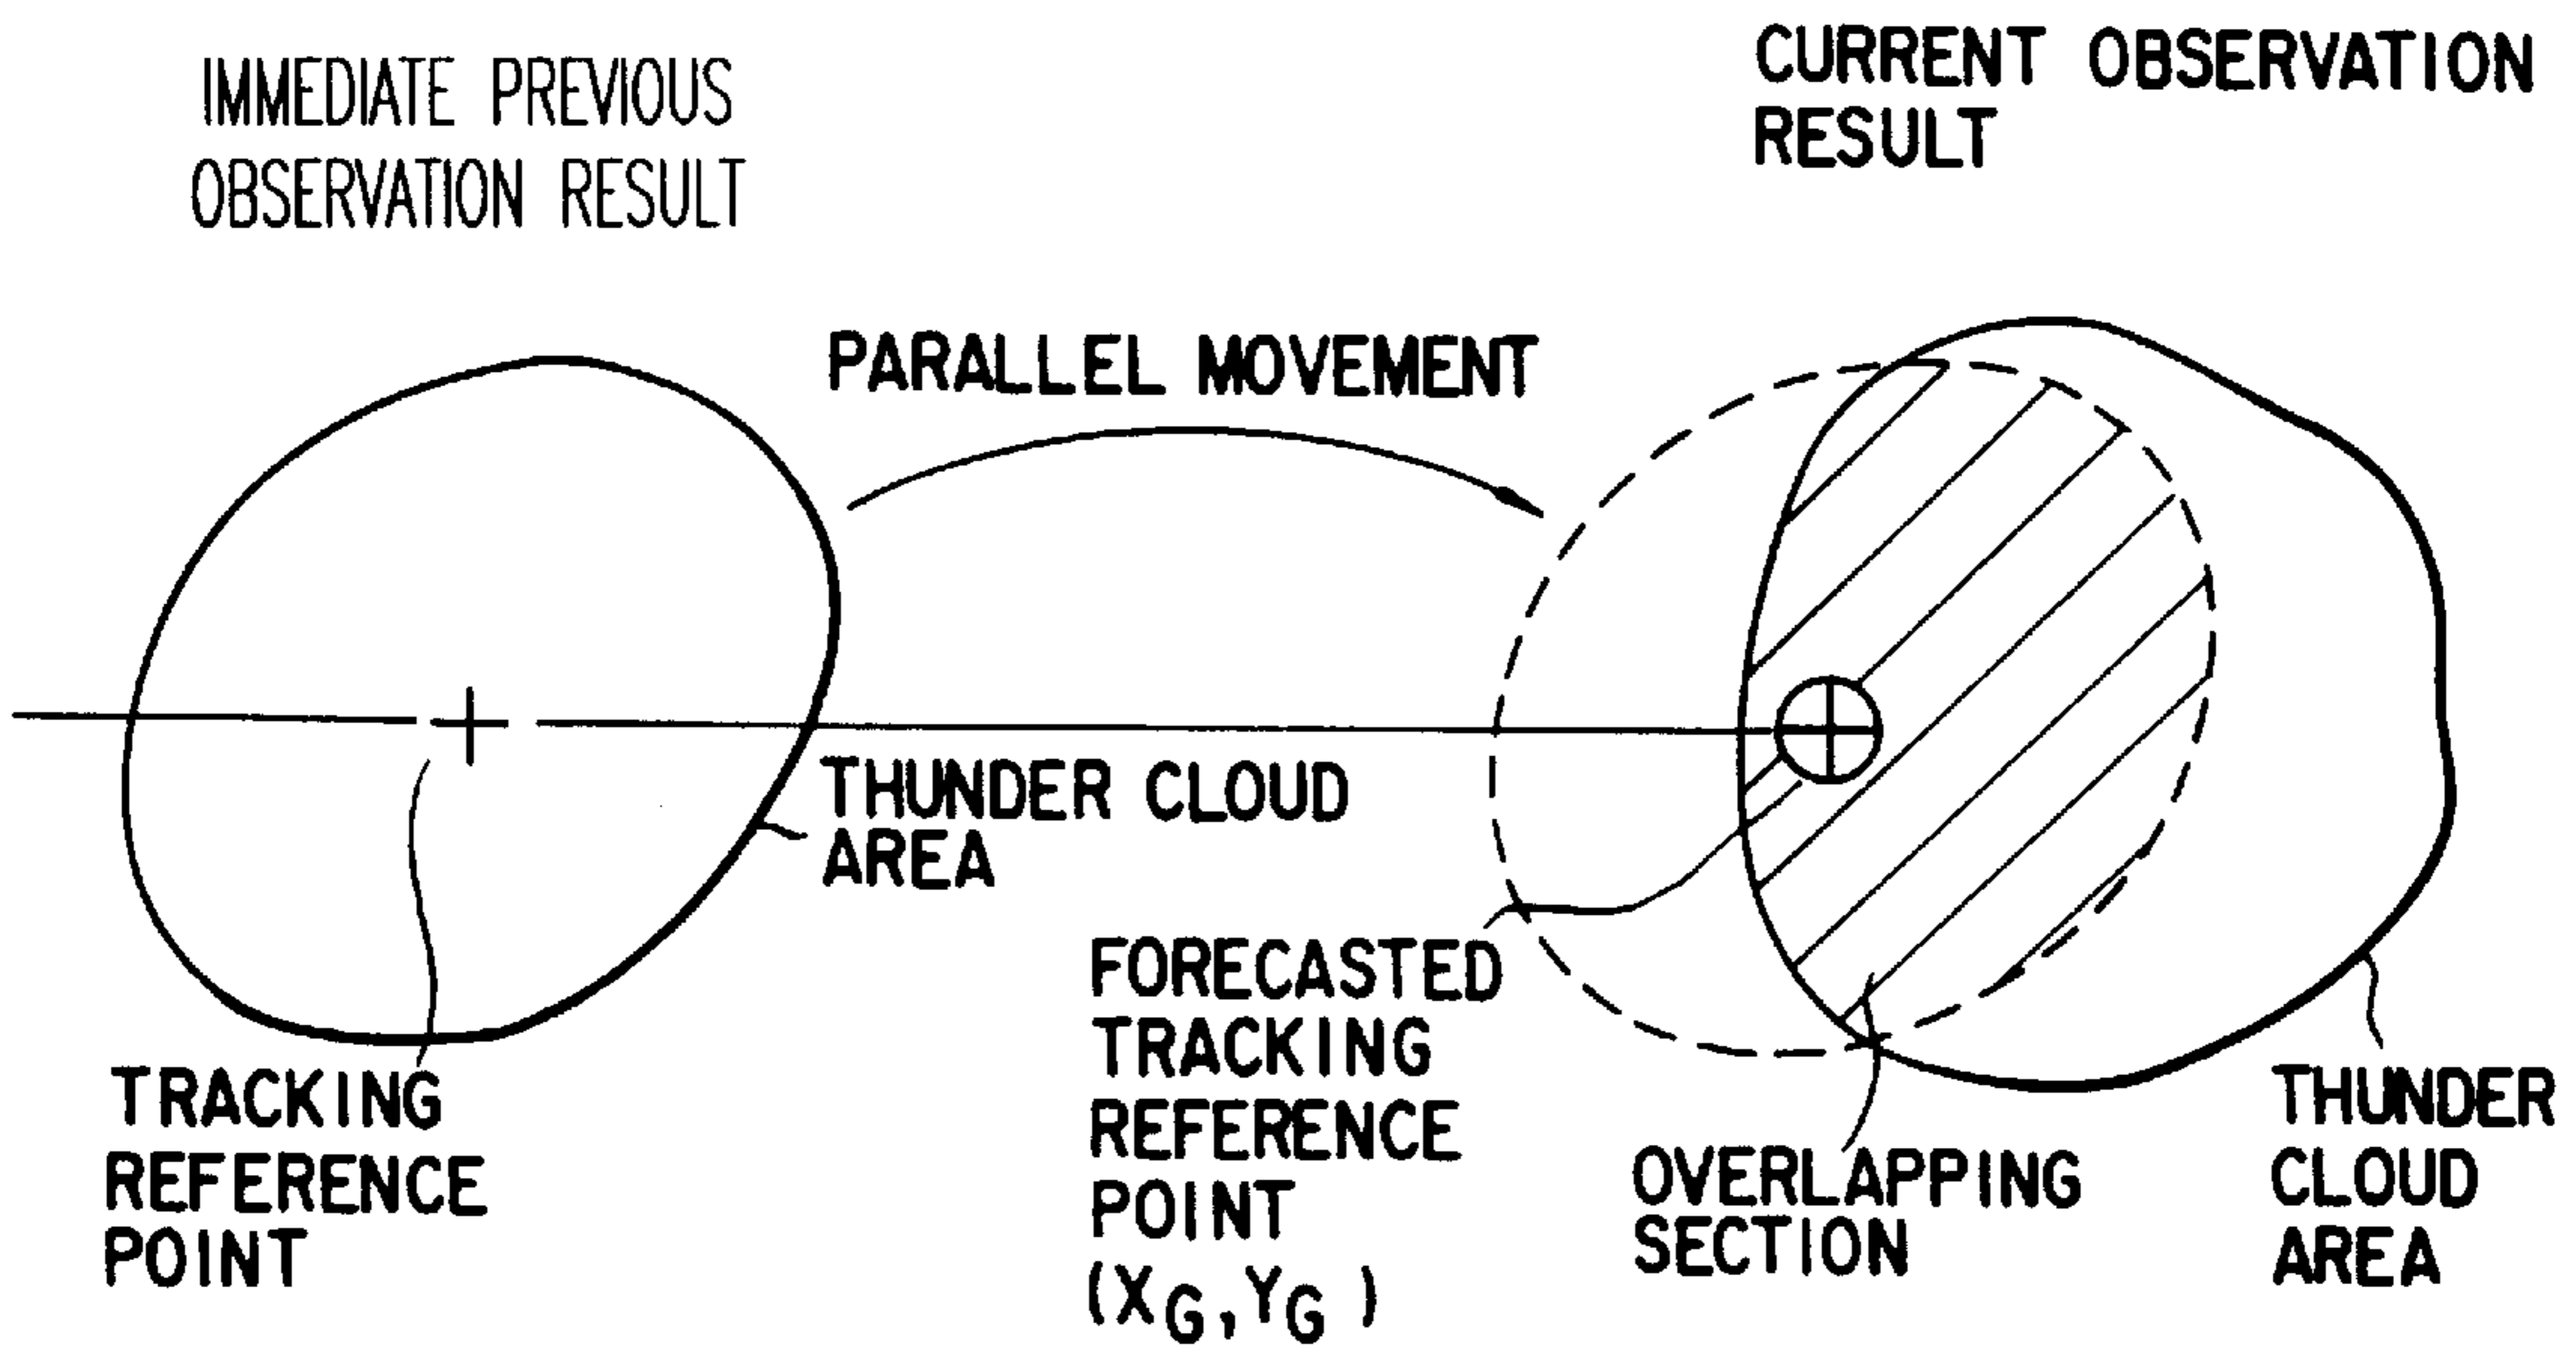 IMMEDIATE PREVIOUS
OBSERVATION RESULT
CURRENT OBSERVATION
RESULT
PARALLEL MOVEMENT
THUNDER CLOUD
AREA
TRACKING
REFERENCE
POINT
FORECASTED
TRACKING
REFERENCE
POINT
(XG,YG)
OVERLAPPING
SECTION
THUNDER
CLOUD
AREA